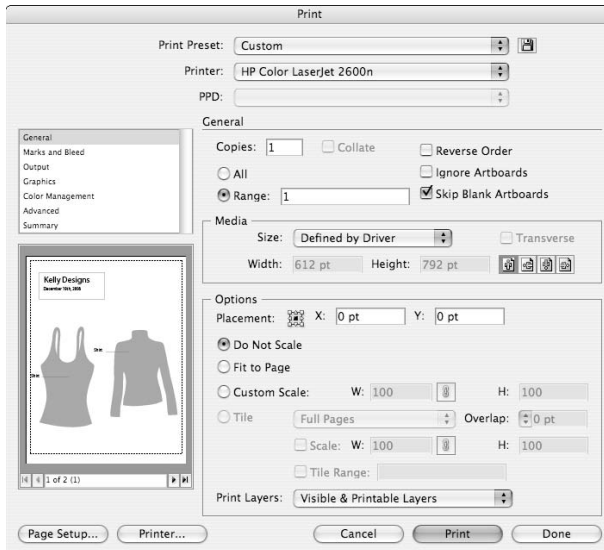 Print
Print Preset: Custom
Printer: HP Color LaserJet 2600n
PPD:
General
Marks and Bleed
Output
Graphics
Color Management
Advanced
Summary
Kelly Designs
December 10th, 2008
1 of 2 (1)
General
Copies: 1 Collate Reverse Order
All Ignore Artboards
Range: 1 Skip Blank Artboards
Media
Size: Defined by Driver Transverse
Width: 612 pt Height: 792 pt
Options
Placement: X: 0 pt Y: 0 pt
Do Not Scale
Fit to Page
Custom Scale: W: 100 H: 100
Tile Full Pages Overlap: 0 pt
Scale: W: 100 H: 100
Tile Range:
Print Layers: Visible & Printable Layers
Page Setup... Printer... Cancel Print Done